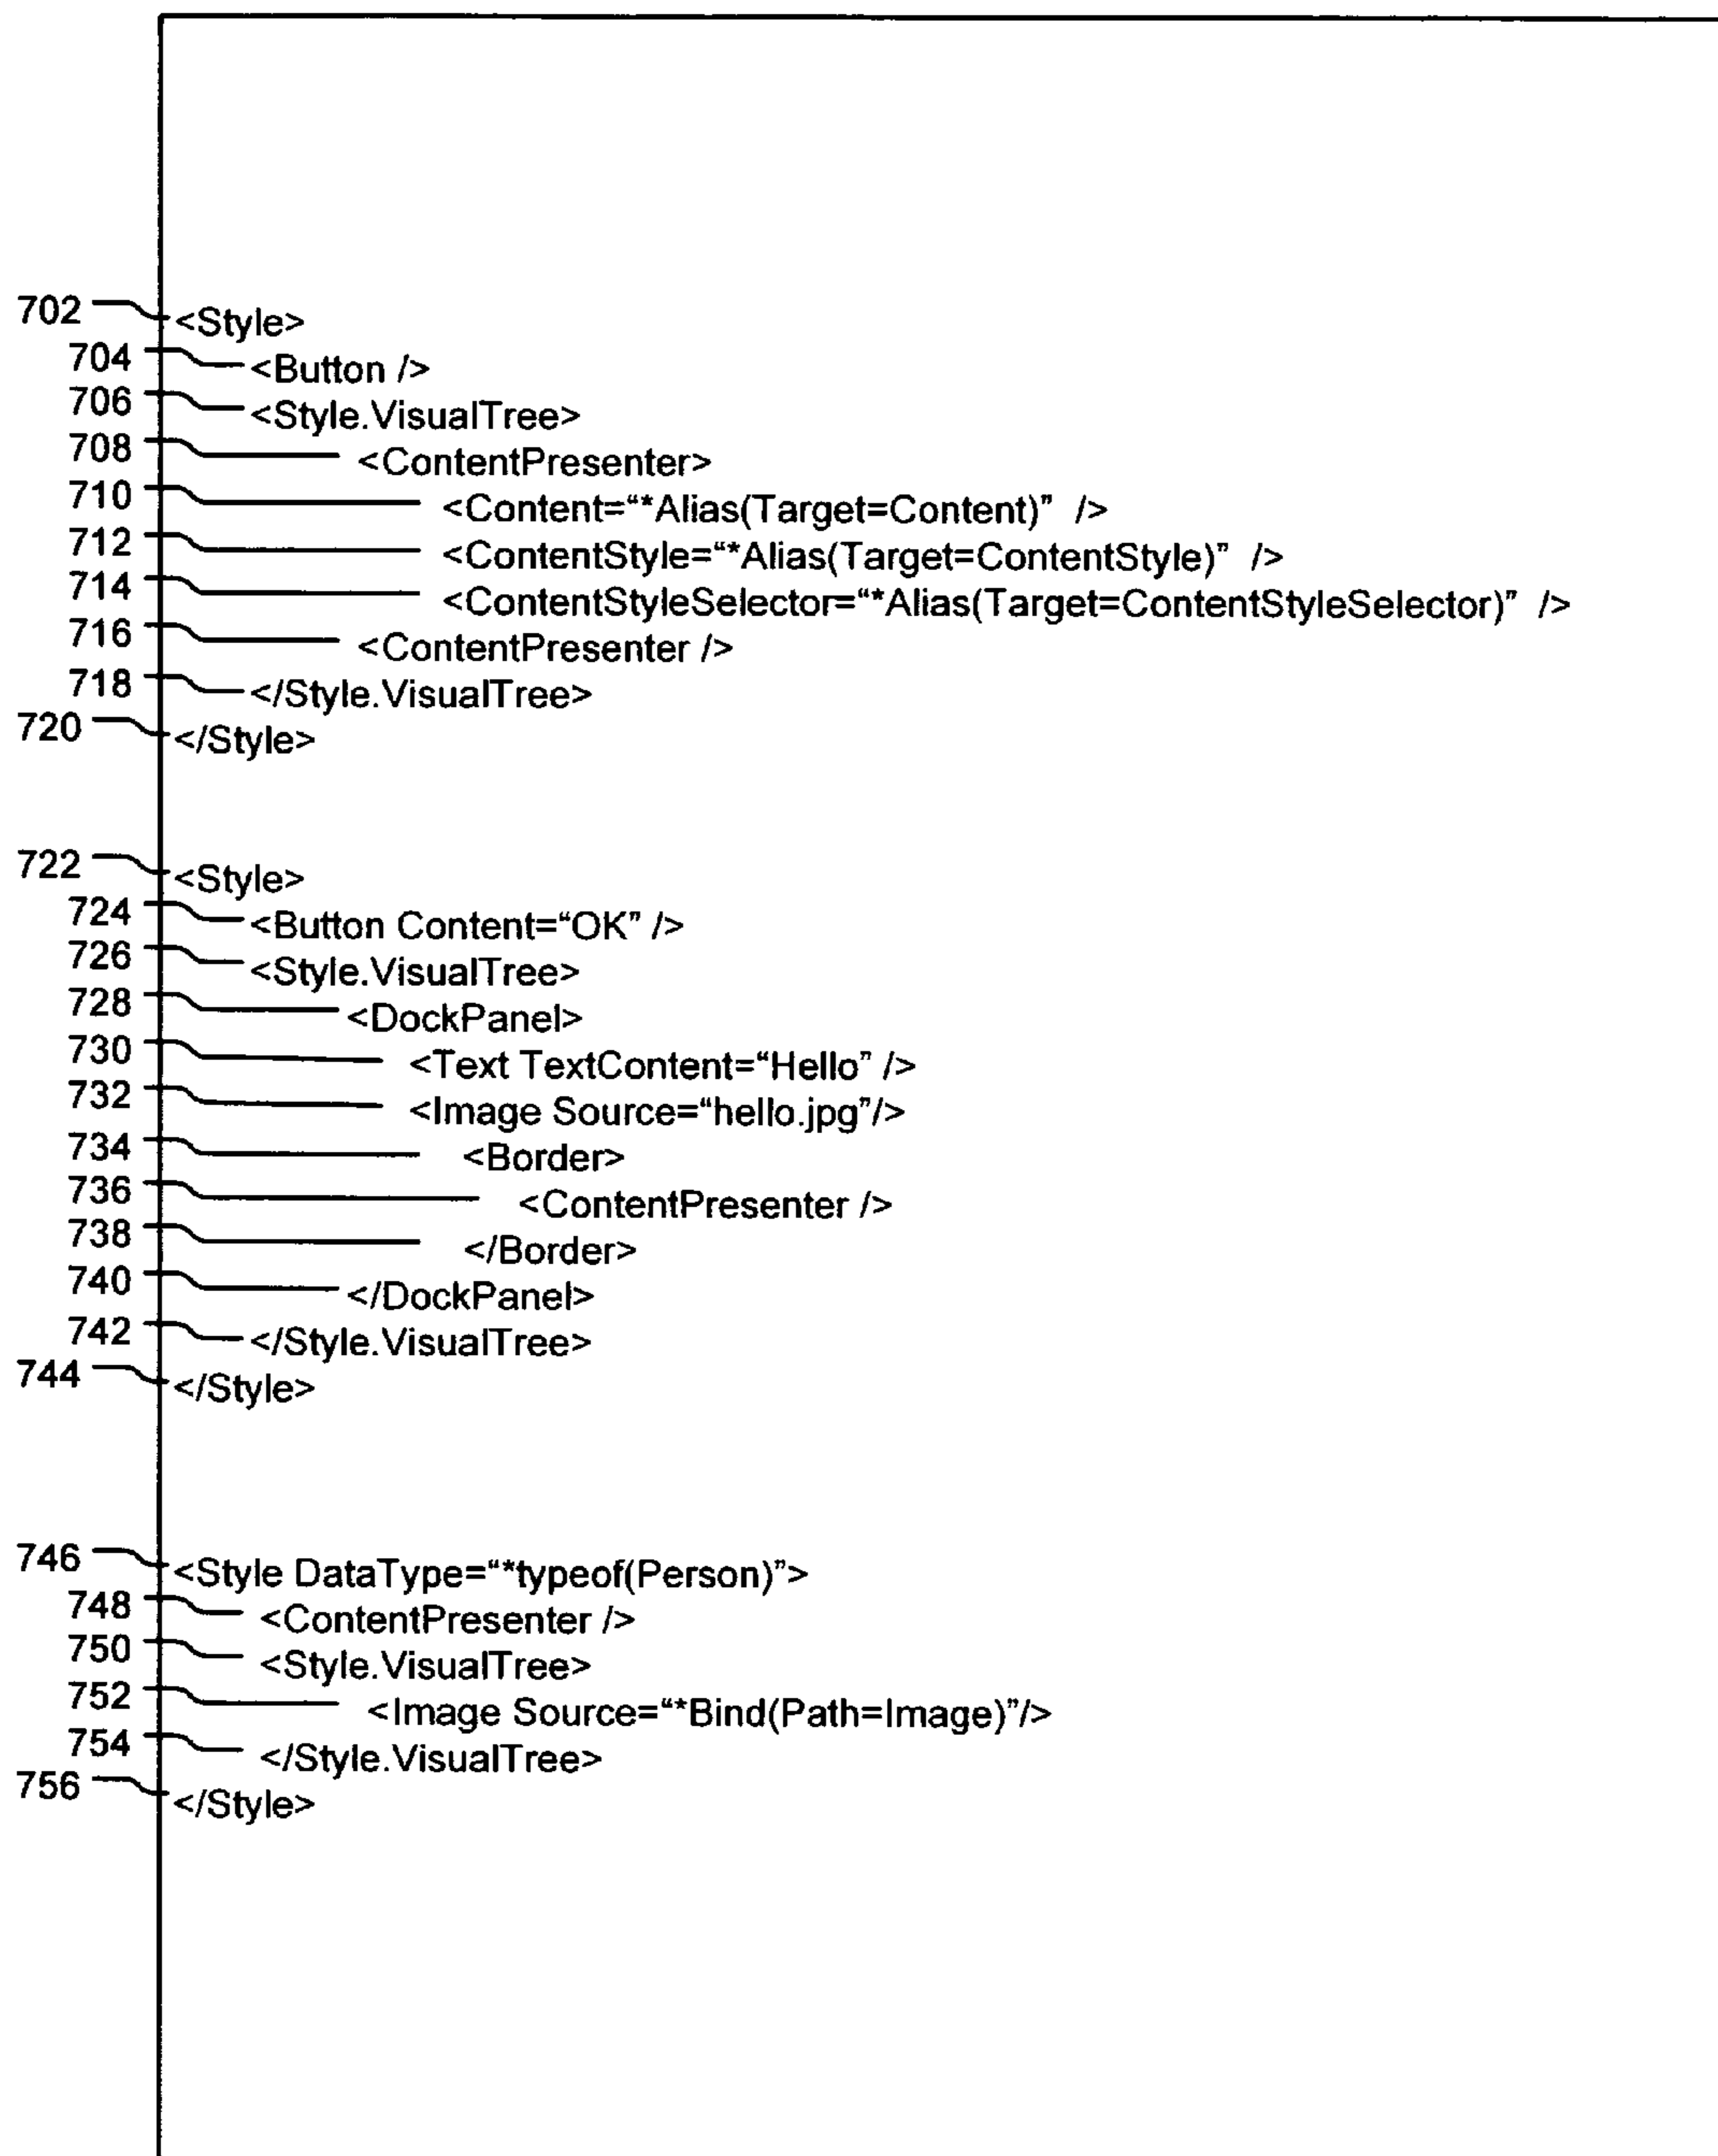 702 <Style>
704 <Button />
706 <Style.VisualTree>
708 <ContentPresenter>
710 <Content=“*Alias(Target=Content)” />
712 <ContentStyle=“*Alias(Target=ContentStyle)” />
714 <ContentStyleSelector=“*Alias(Target=ContentStyleSelector)” />
716 <ContentPresenter />
718 </Style.VisualTree>
720 </Style>
722 <Style>
724 <Button Content=“OK” />
726 <Style.VisualTree>
728 <DockPanel>
730 <Text TextContent=“Hello” />
732 <Image Source=“hello.jpg”/>
734 <Border>
736 <ContentPresenter />
738 </Border>
740 </DockPanel>
742 </Style.VisualTree>
744 </Style>
746 <Style DataType=“*typeof(Person)”>
748 <ContentPresenter />
750 <Style.VisualTree>
752 <Image Source=“*Bind(Path=Image)”/>
754 </Style.VisualTree>
756 </Style>